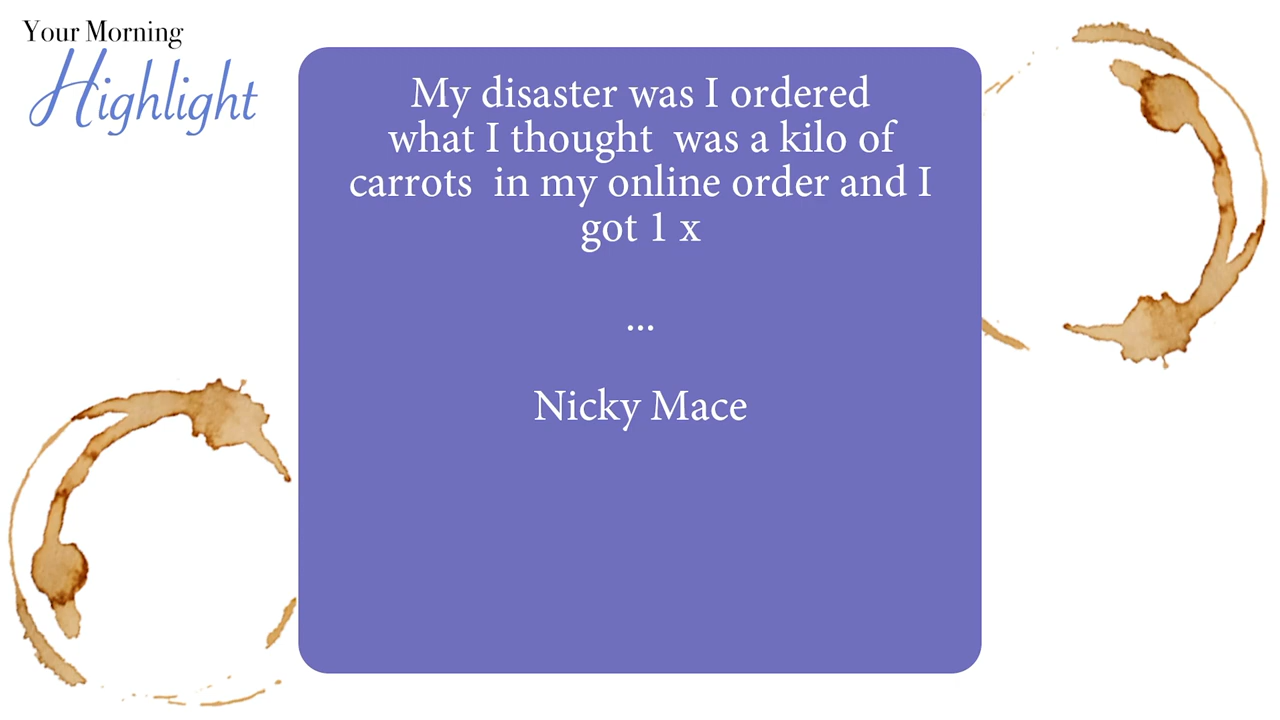 Your Morning
Highlight
My disaster was I ordered
what I thought  was a kilo of
carrots  in my online order and I
got 1 x
...
Nicky Mace